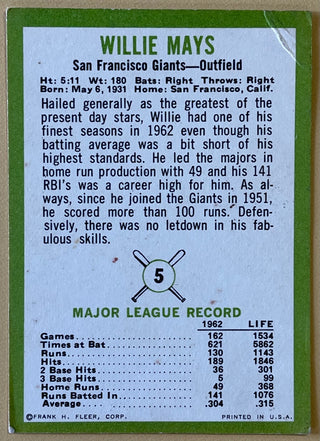 WILLIE MAYS
San Francisco Giants—Outfield
Ht: 5:11 Wt: 180 Bats: Right Throws: Right
Born: May 6, 1931 Home: San Francisco, Calif.
Hailed generally as the greatest of the
present day stars, Willie had one of his
finest seasons in 1962 even though his
batting average was a bit short of his
highest standards. He led the majors in
home run production with 49 and his 141
RBI's was a career high for him. As al-
ways, since he joined the Giants in 1951,
he scored more than 100 runs. Defen-
sively, there was no letdown in his fab-
ulous skills.
5
MAJOR LEAGUE RECORD
1962 LIFE
Games 162 1534
Times at Bat 621 5862
Runs 130 1143
Hits 189 1846
2 Base Hits 36 301
3 Base Hits 5 99
Home Runs 49 368
Runs Batted In 141 1076
Average .304 .315
©FRANK H. FLEER, CORP. PRINTED IN U.S.A.